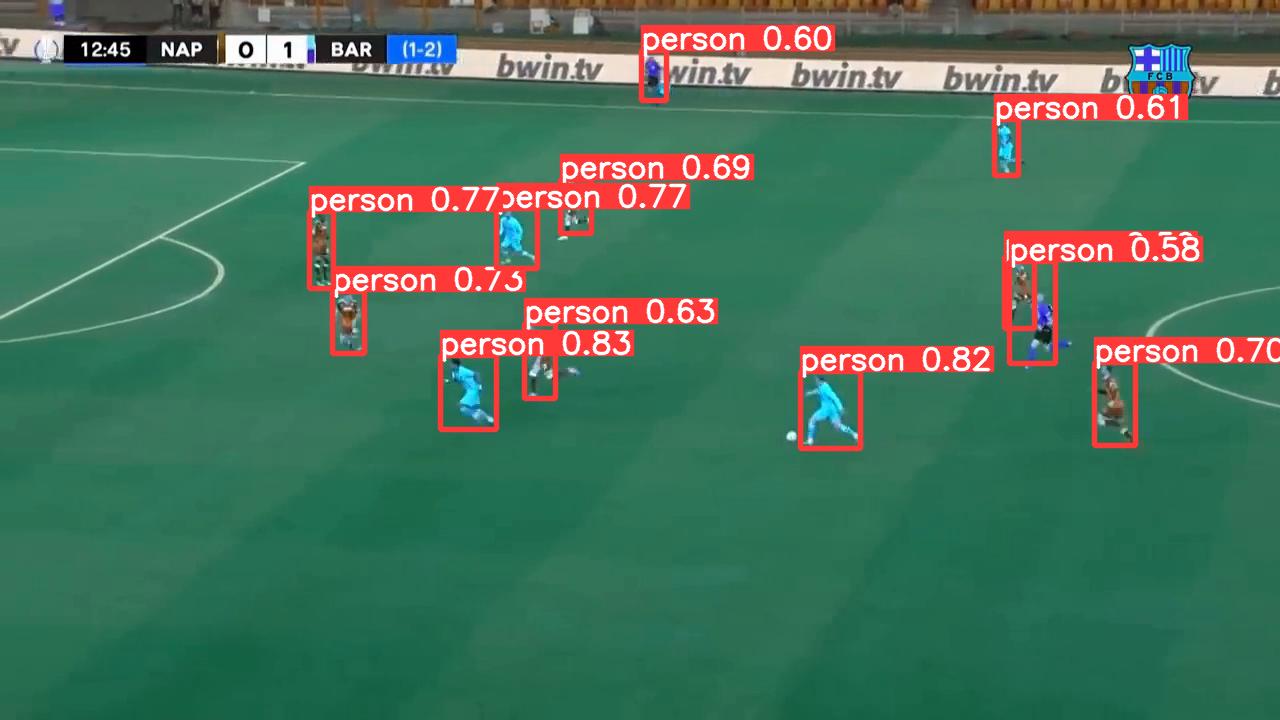 person 0.60
12:45 NAP 0 1 BAR (1-2)
bwin.tv bwin.tv bwin.tv
FCB
person 0.61
person 0.69
person 0.77
person 0.77
person 0.58
person 0.73
person 0.63
person 0.83
person 0.82
person 0.70